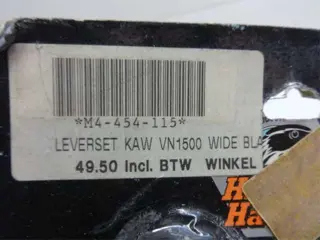 *M4-454-115*
LEVERSET KAW VN1500 WIDE BLA
49.50 Incl. BTW WINKEL